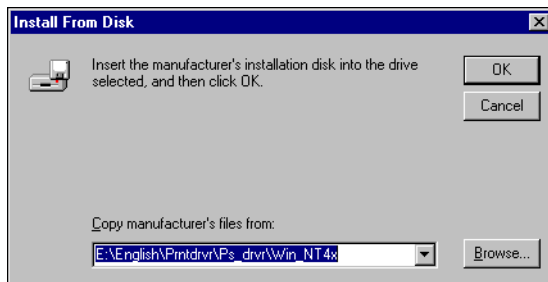 Install From Disk
Insert the manufacturer's installation disk into the drive
selected, and then click OK.
OK
Cancel
Copy manufacturer's files from:
E:\English\Prntdrvr\Ps_drvr\Win_NT4x
Browse...